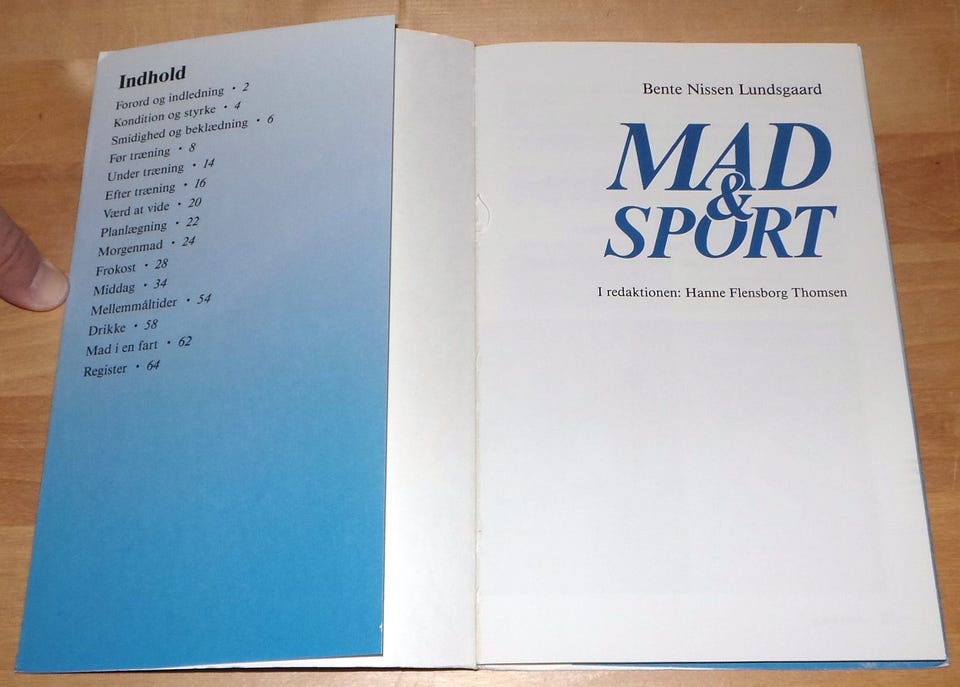 Indhold
Forord og indledning • 2
Kondition og styrke • 4
Smidighed og beklædning • 6
Før træning • 8
Under træning • 14
Efter træning • 16
Værd at vide • 20
Planlægning • 22
Morgenmad • 24
Frokost • 28
Middag • 34
Mellemmåltider • 54
Drikke • 58
Mad i en fart • 62
Register • 64
Bente Nissen Lundsgaard
MAD
&
SPORT
I redaktionen: Hanne Flensborg Thomsen